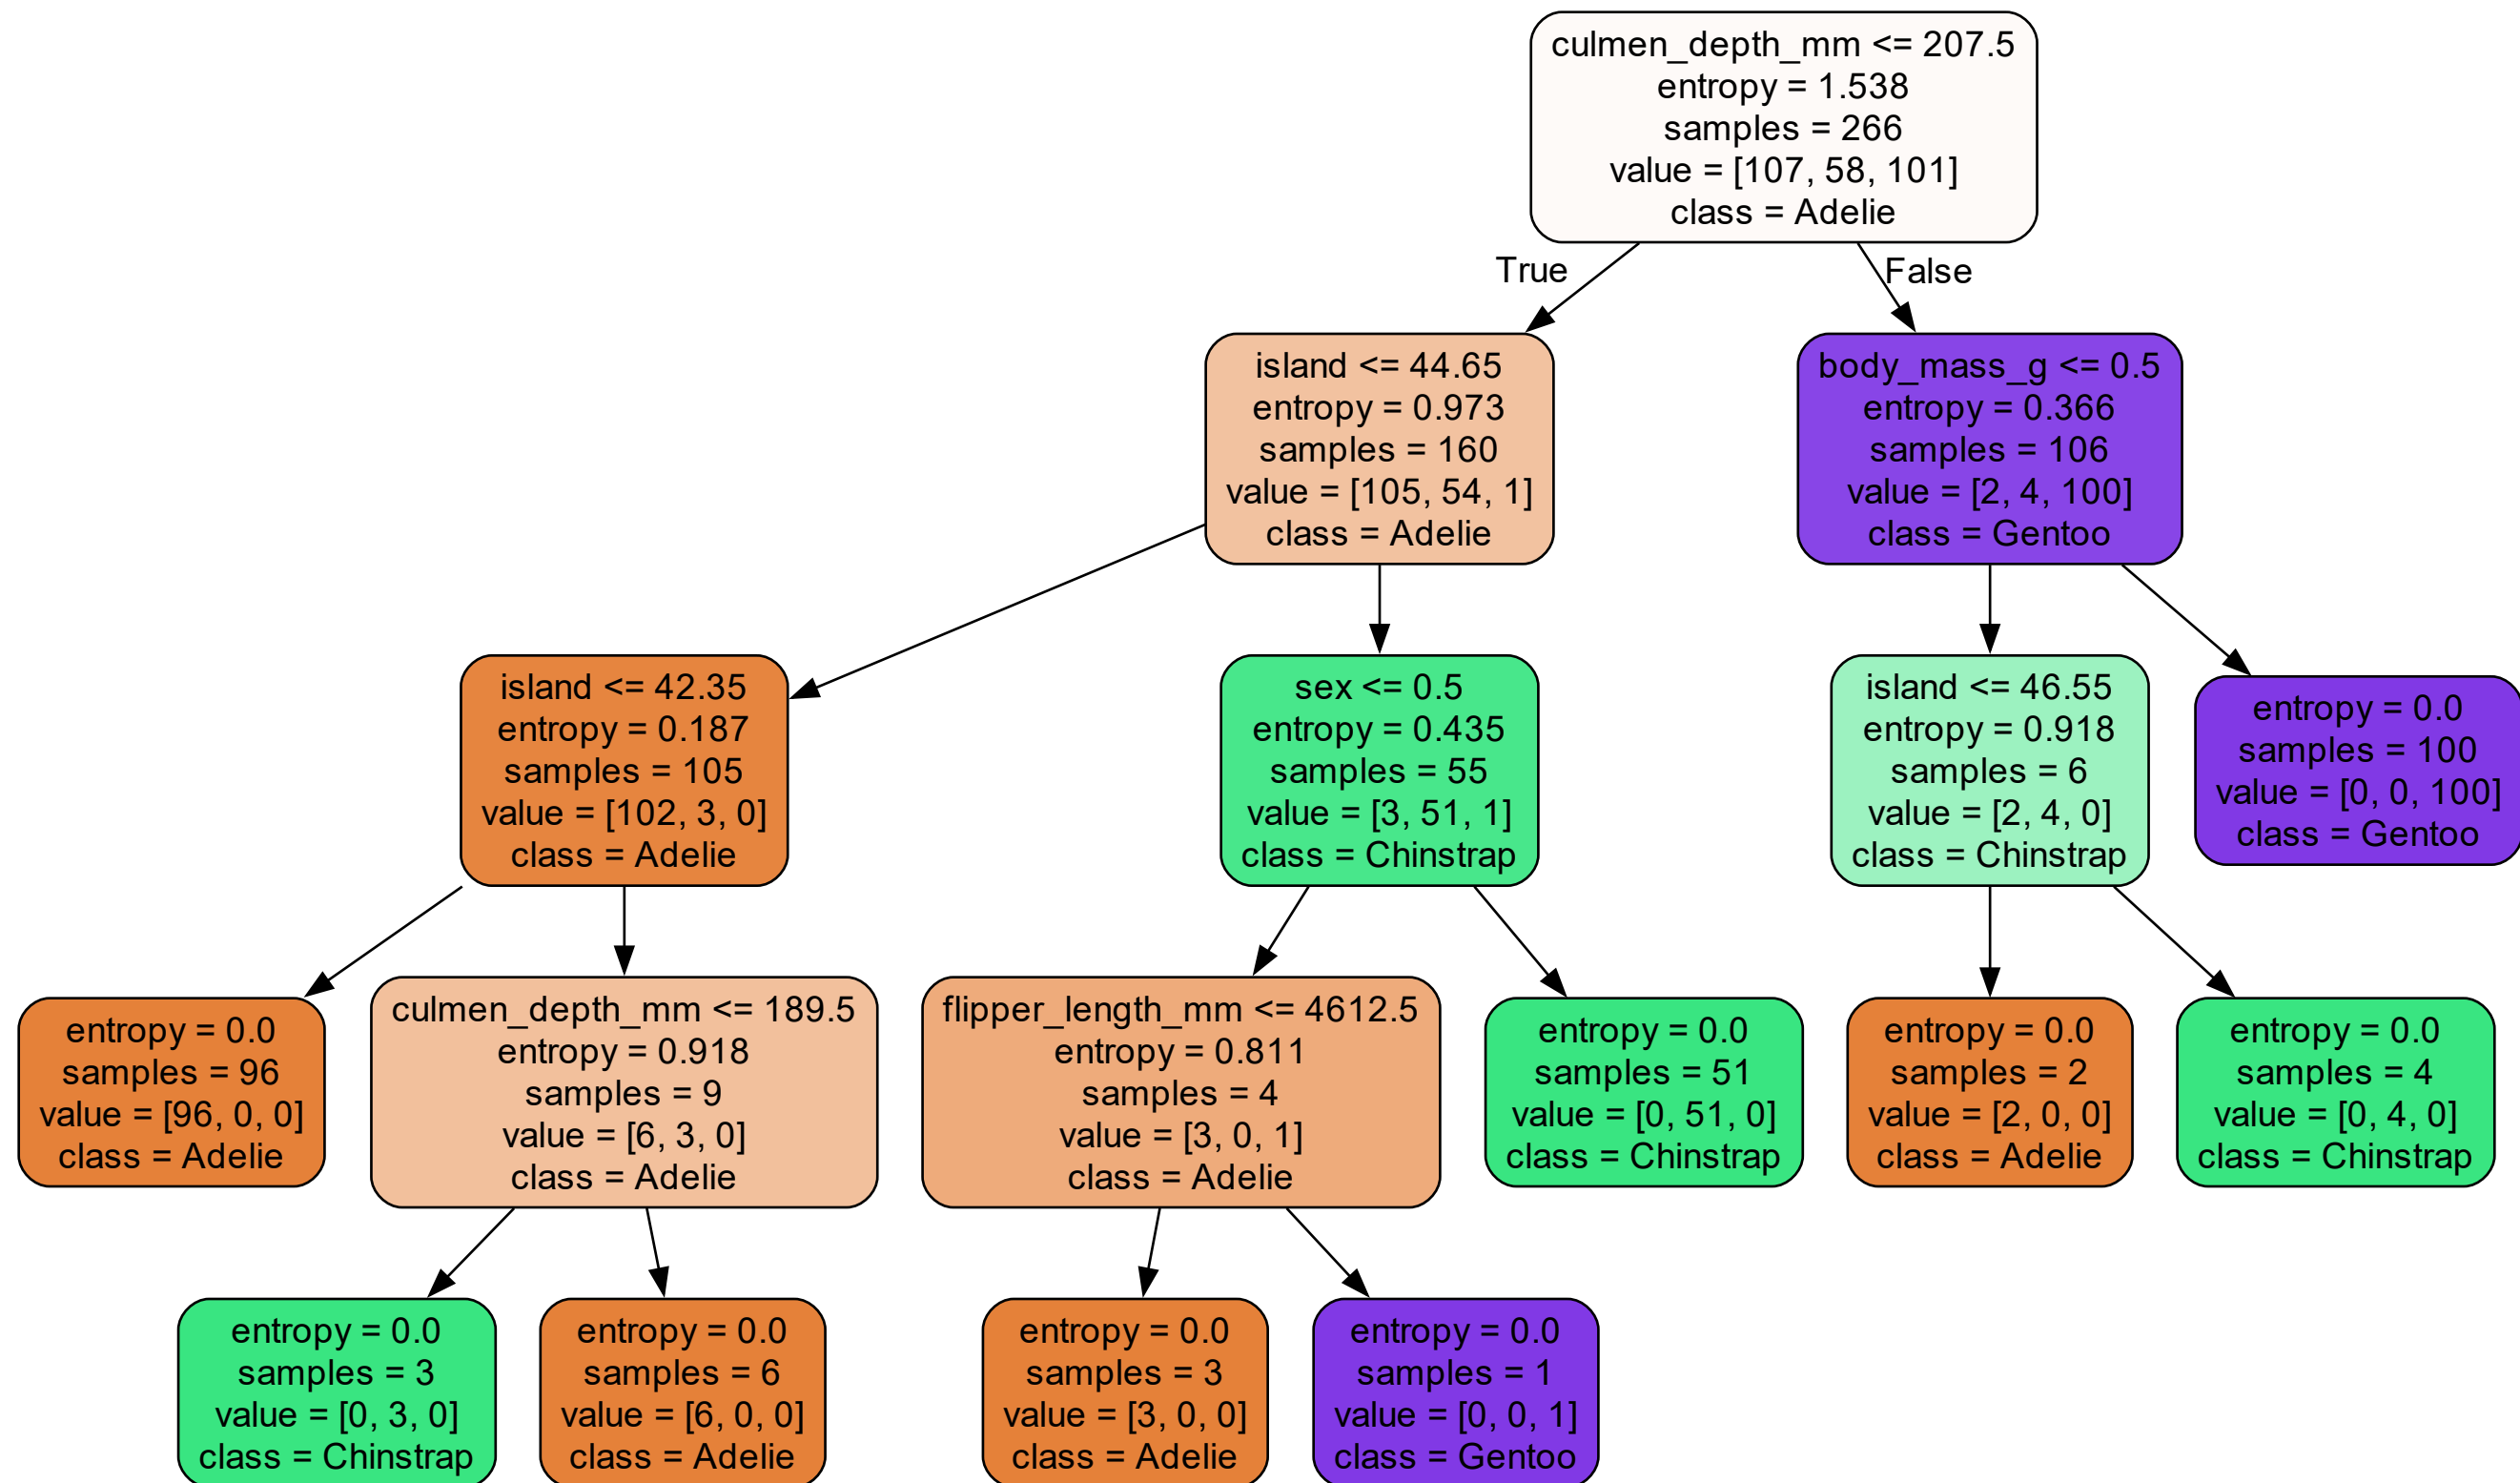 culmen_depth_mm <= 207.5
entropy = 1.538
samples = 266
value = [107, 58, 101]
class = Adelie
True
False
island <= 44.65
entropy = 0.973
samples = 160
value = [105, 54, 1]
class = Adelie
body_mass_g <= 0.5
entropy = 0.366
samples = 106
value = [2, 4, 100]
class = Gentoo
island <= 42.35
entropy = 0.187
samples = 105
value = [102, 3, 0]
class = Adelie
sex <= 0.5
entropy = 0.435
samples = 55
value = [3, 51, 1]
class = Chinstrap
island <= 46.55
entropy = 0.918
samples = 6
value = [2, 4, 0]
class = Chinstrap
entropy = 0.0
samples = 100
value = [0, 0, 100]
class = Gentoo
entropy = 0.0
samples = 96
value = [96, 0, 0]
class = Adelie
culmen_depth_mm <= 189.5
entropy = 0.918
samples = 9
value = [6, 3, 0]
class = Adelie
flipper_length_mm <= 4612.5
entropy = 0.811
samples = 4
value = [3, 0, 1]
class = Adelie
entropy = 0.0
samples = 51
value = [0, 51, 0]
class = Chinstrap
entropy = 0.0
samples = 2
value = [2, 0, 0]
class = Adelie
entropy = 0.0
samples = 4
value = [0, 4, 0]
class = Chinstrap
entropy = 0.0
samples = 3
value = [0, 3, 0]
class = Chinstrap
entropy = 0.0
samples = 6
value = [6, 0, 0]
class = Adelie
entropy = 0.0
samples = 3
value = [3, 0, 0]
class = Adelie
entropy = 0.0
samples = 1
value = [0, 0, 1]
class = Gentoo